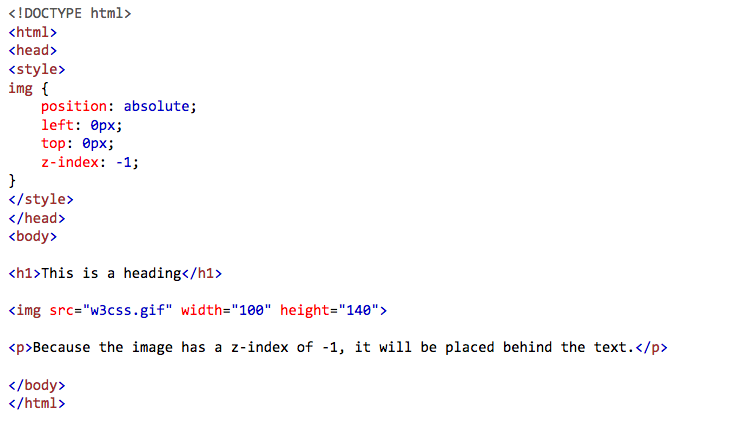 <!DOCTYPE html>
<html>
<head>
<style>
img {
    position: absolute;
    left: 0px;
    top: 0px;
    z-index: -1;
}
</style>
</head>
<body>

<h1>This is a heading</h1>

<img src="w3css.gif" width="100" height="140">

<p>Because the image has a z-index of -1, it will be placed behind the text.</p>

</body>
</html>